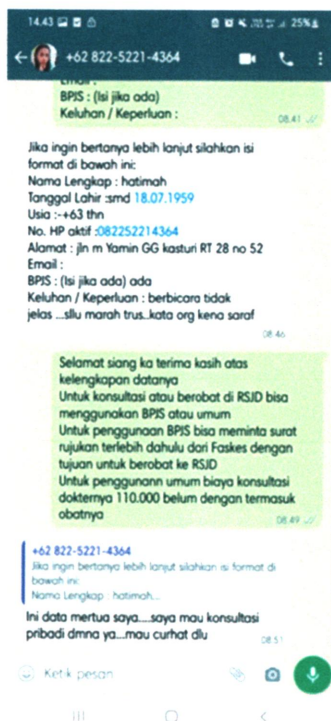 14.43
25%
+62 822-5221-4364
Email :
BPJS : (Isi jika ada)
Keluhan / Keperluan :
08.41
Jika ingin bertanya lebih lanjut silahkan isi
format di bawah ini:
Nama Lengkap : hatimah
Tanggal Lahir :smd 18.07.1959
Usia :-+63 thn
No. HP aktif :082252214364
Alamat : jln m Yamin GG kasturi RT 28 no 52
Email :
BPJS : (Isi jika ada) ada
Keluhan / Keperluan : berbicara tidak
jelas ...sllu marah trus..kata org kena saraf
08.46
Selamat siang ka terima kasih atas
kelengkapan datanya
Untuk konsultasi atau berobat di RSJD bisa
menggunakan BPJS atau umum
Untuk penggunaan BPJS bisa meminta surat
rujukan terlebih dahulu dari Faskes dengan
tujuan untuk berobat ke RSJD
Untuk penggunann umum biaya konsultasi
dokternya 110.000 belum dengan termasuk
obatnya
08.49
+62 822-5221-4364
Jika ingin bertanya lebih lanjut silahkan isi format di
bawah ini:
Nama Lengkap : hatimah...
Ini data mertua saya....saya mau konsultasi
pribadi dmna ya...mau curhat dlu
08.51
Ketik pesan